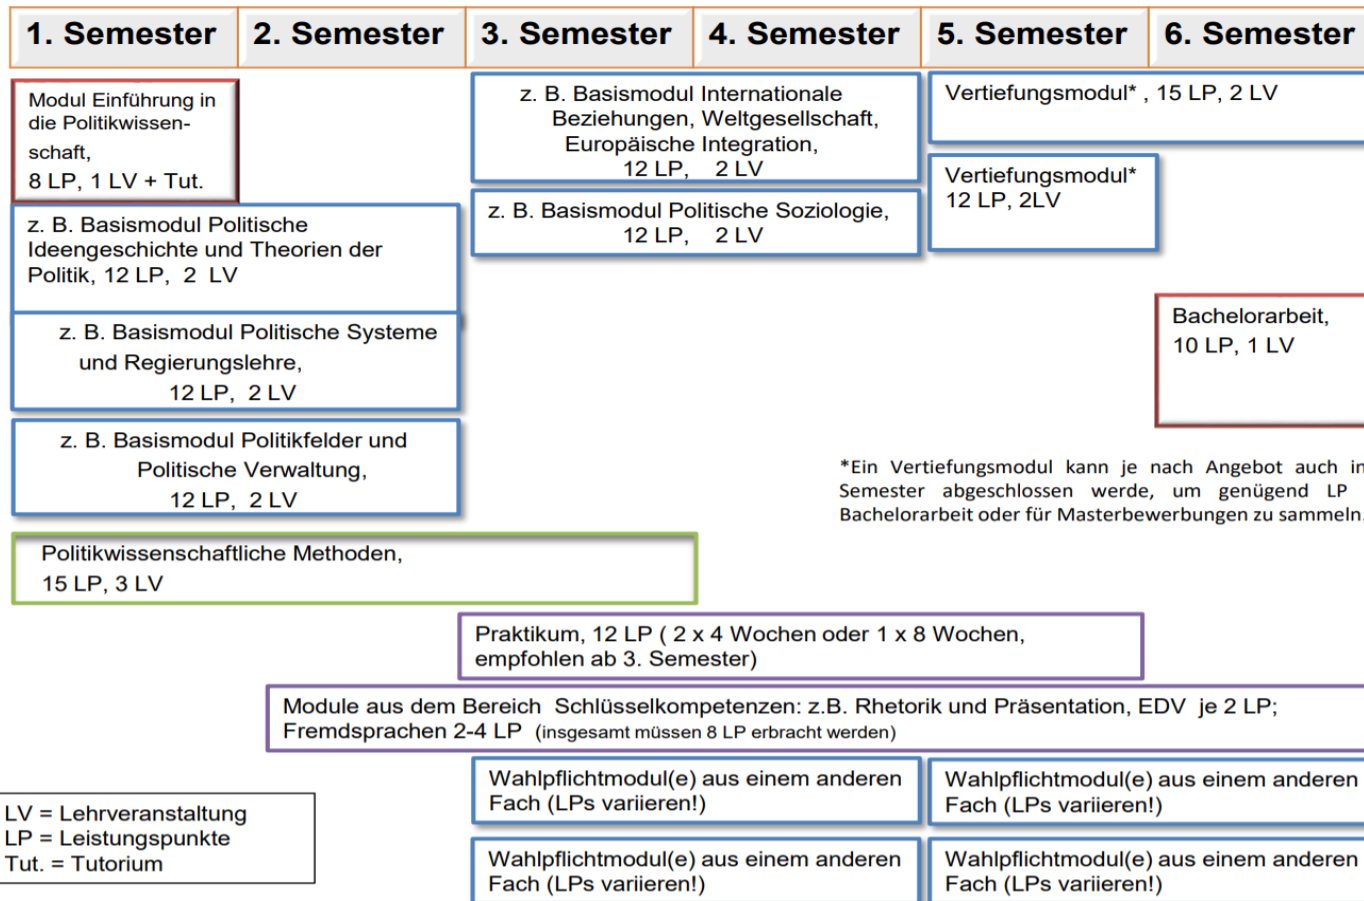 1. Semester
2. Semester
3. Semester
4. Semester
5. Semester
6. Semester
Modul Einführung in
die Politikwissen-
schaft,
8 LP, 1 LV + Tut.
z. B. Basismodul Politische
Ideengeschichte und Theorien der
Politik, 12 LP, 2 LV
z. B. Basismodul Politische Systeme
und Regierungslehre,
12 LP, 2 LV
z. B. Basismodul Politikfelder und
Politische Verwaltung,
12 LP, 2 LV
z. B. Basismodul Internationale
Beziehungen, Weltgesellschaft,
Europäische Integration,
12 LP, 2 LV
z. B. Basismodul Politische Soziologie,
12 LP, 2 LV
Vertiefungsmodul* , 15 LP, 2 LV
Vertiefungsmodul*
12 LP, 2LV
Bachelorarbeit,
10 LP, 1 LV
*Ein Vertiefungsmodul kann je nach Angebot auch in
Semester abgeschlossen werde, um genügend LP
Bachelorarbeit oder für Masterbewerbungen zu sammeln.
Politikwissenschaftliche Methoden,
15 LP, 3 LV
Praktikum, 12 LP ( 2 x 4 Wochen oder 1 x 8 Wochen,
empfohlen ab 3. Semester)
Module aus dem Bereich Schlüsselkompetenzen: z.B. Rhetorik und Präsentation, EDV je 2 LP;
Fremdsprachen 2-4 LP (insgesamt müssen 8 LP erbracht werden)
Wahlpflichtmodul(e) aus einem anderen
Fach (LPs variieren!)
Wahlpflichtmodul(e) aus einem anderen
Fach (LPs variieren!)
LV = Lehrveranstaltung
LP = Leistungspunkte
Tut. = Tutorium
Wahlpflichtmodul(e) aus einem anderen
Fach (LPs variieren!)
Wahlpflichtmodul(e) aus einem anderen
Fach (LPs variieren!)